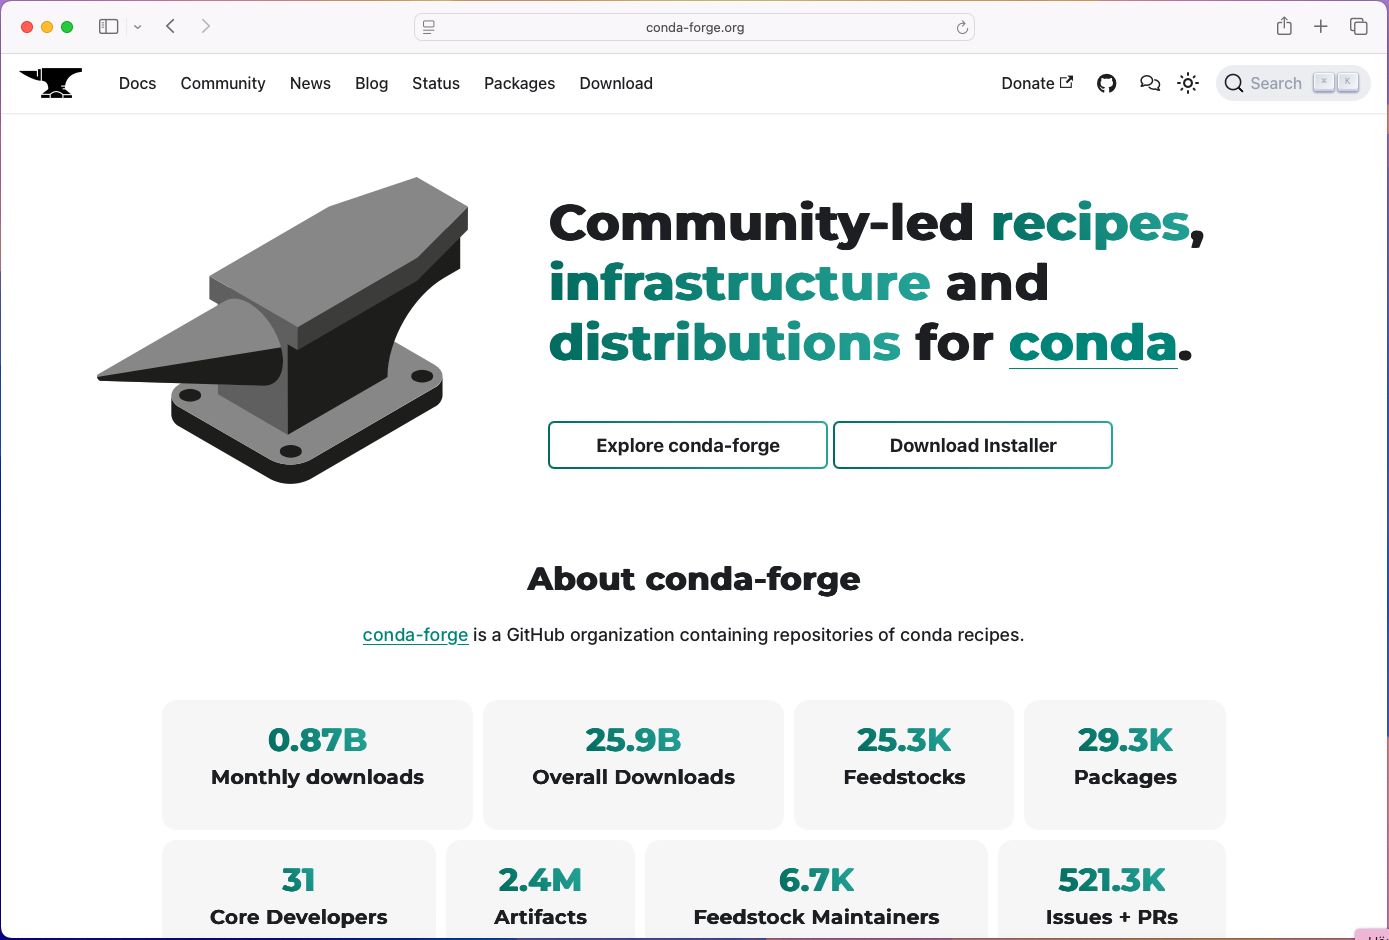 conda-forge.org
Docs Community News Blog Status Packages Download Donate Search ⌘ K
Community-led recipes,
infrastructure and
distributions for conda.
Explore conda-forge Download Installer
About conda-forge
conda-forge is a GitHub organization containing repositories of conda recipes.
0.87B 25.9B 25.3K 29.3K
Monthly downloads Overall Downloads Feedstocks Packages
31 2.4M 6.7K 521.3K
Core Developers Artifacts Feedstock Maintainers Issues + PRs